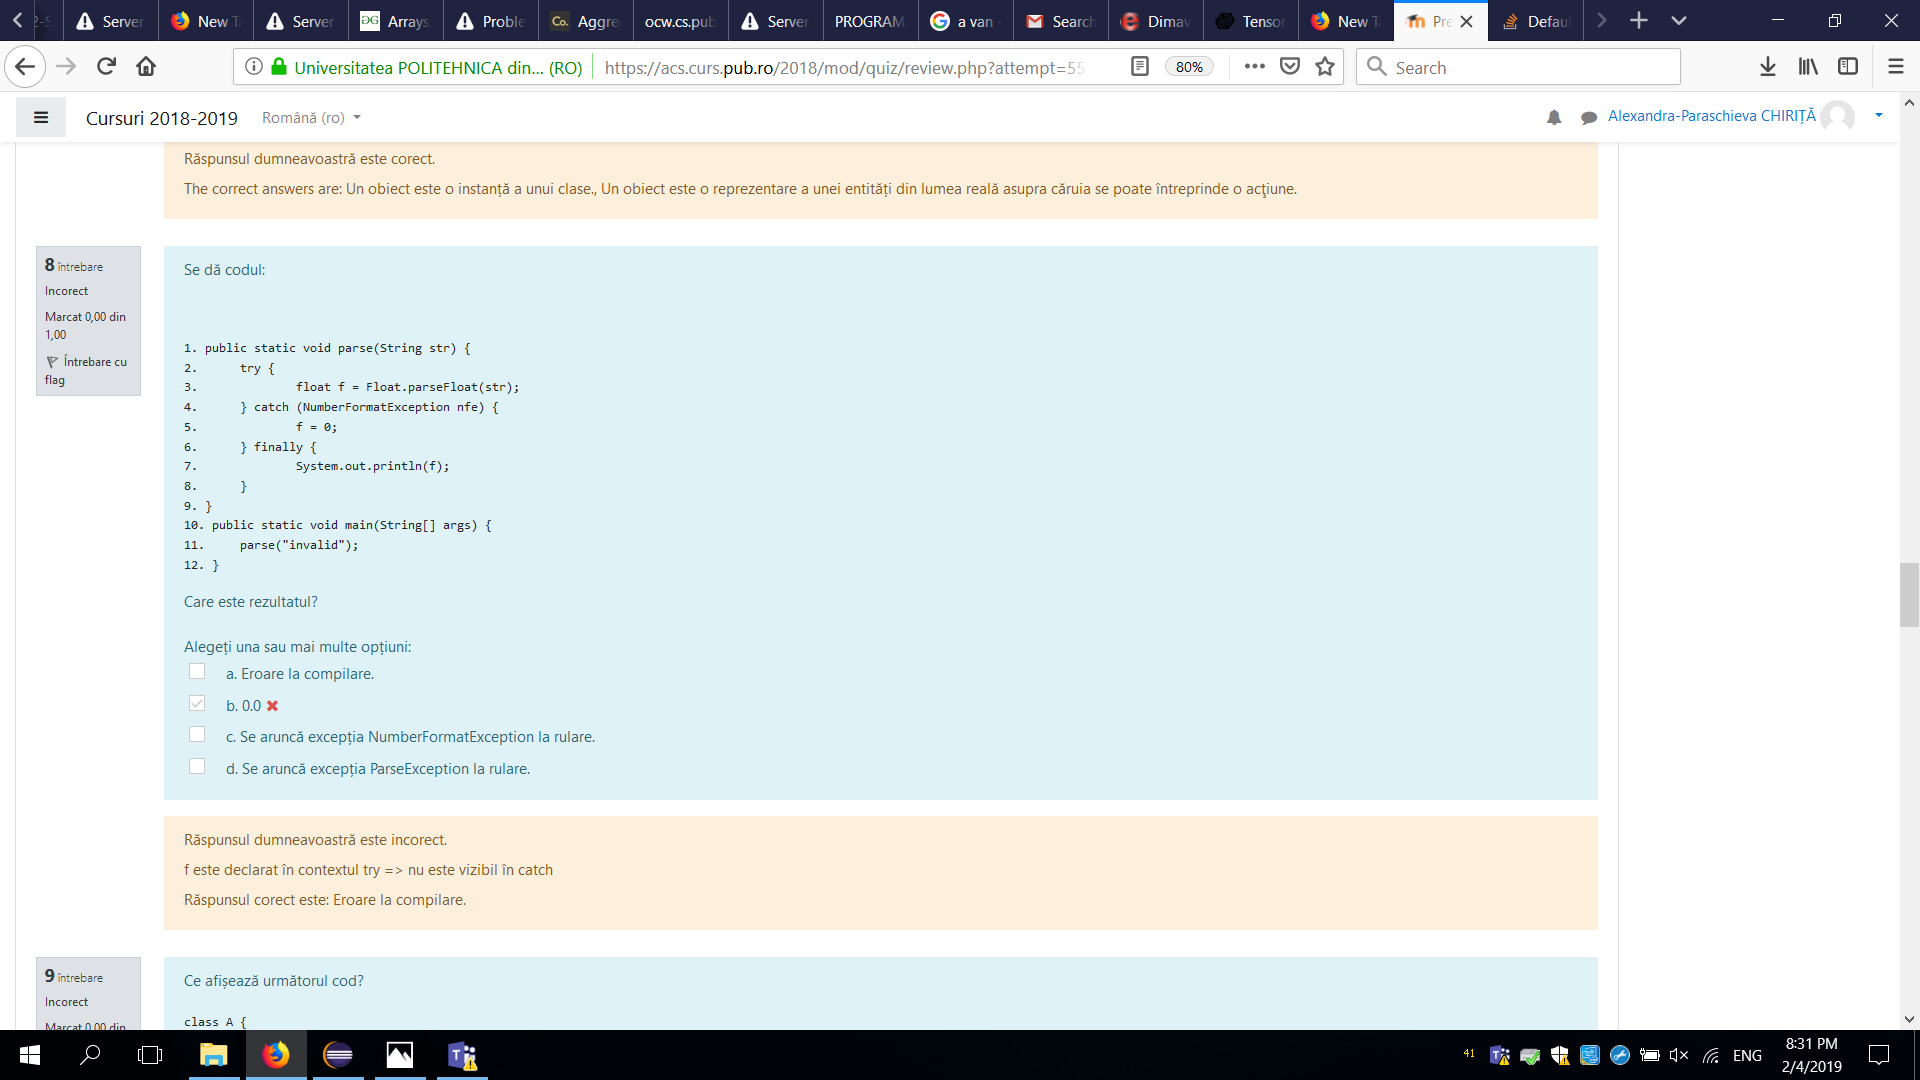 Server
New T
Server
Arrays
Proble
Co. Aggre
ocw.cs.pub
Server
PROGRAM
a van -
Search
Dimav
Tensor
New T
Pre
Defaul
Universitatea POLITEHNICA din... (RO)
https://acs.curs.pub.ro/2018/mod/quiz/review.php?attempt=55
80%
Search
Cursuri 2018-2019
Română (ro)
Alexandra-Paraschieva CHIRIȚĂ
Răspunsul dumneavoastră este corect.
The correct answers are: Un obiect este o instanță a unui clase., Un obiect este o reprezentare a unei entități din lumea reală asupra căruia se poate întreprinde o acţiune.
8 întrebare
Incorect
Marcat 0,00 din
1,00
Întrebare cu
flag
Se dă codul:
1. public static void parse(String str) {
2. try {
3. float f = Float.parseFloat(str);
4. } catch (NumberFormatException nfe) {
5. f = 0;
6. } finally {
7. System.out.println(f);
8. }
9. }
10. public static void main(String[] args) {
11. parse("invalid");
12. }
Care este rezultatul?
Alegeți una sau mai multe opțiuni:
a. Eroare la compilare.
b. 0.0
c. Se aruncă excepția NumberFormatException la rulare.
d. Se aruncă excepția ParseException la rulare.
Răspunsul dumneavoastră este incorect.
f este declarat în contextul try => nu este vizibil în catch
Răspunsul corect este: Eroare la compilare.
9 întrebare
Incorect
Marcat 0,00 din
Ce afișează următorul cod?
class A {
41
ENG
8:31 PM
2/4/2019